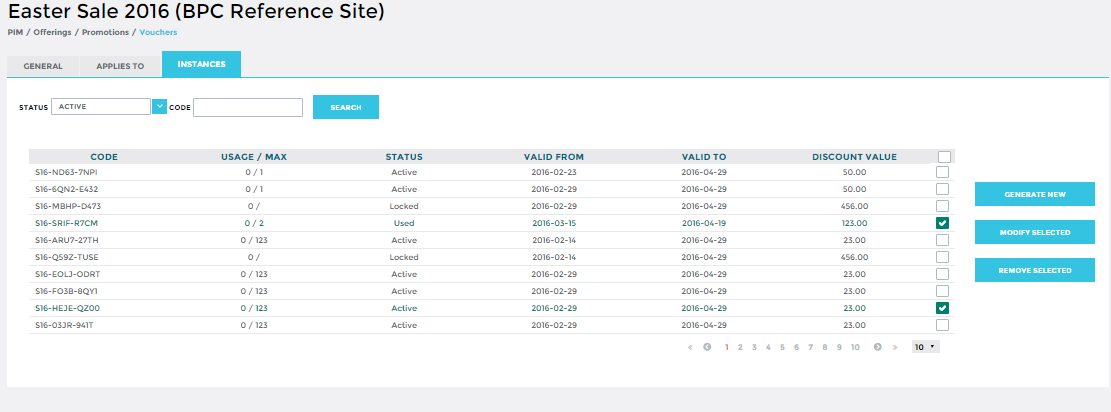 Easter Sale 2016 (BPC Reference Site)
PIM / Offerings / Promotions / Vouchers
GENERAL APPLIES TO INSTANCES
STATUS ACTIVE CODE SEARCH
CODE USAGE / MAX STATUS VALID FROM VALID TO DISCOUNT VALUE
S16-ND63-7NPI 0 / 1 Active 2016-02-23 2016-04-29 50.00
S16-6QN2-E432 0 / 1 Active 2016-02-29 2016-04-29 50.00
GENERATE NEW
S16-MBHP-D473 0 / Locked 2016-02-29 2016-04-29 456.00
S16-SRIF-R7CM 0 / 2 Used 2016-03-15 2016-04-19 123.00
MODIFY SELECTED
S16-ARU7-27TH 0 / 123 Active 2016-02-14 2016-04-29 23.00
S16-Q59Z-TUSE 0 / Locked 2016-02-14 2016-04-29 456.00
REMOVE SELECTED
S16-EOLJ-ODRT 0 / 123 Active 2016-02-29 2016-04-29 23.00
S16-FO3B-8QY1 0 / 123 Active 2016-02-29 2016-04-29 23.00
S16-HEJE-QZ00 0 / 123 Active 2016-02-29 2016-04-29 23.00
S16-03JR-941T 0 / 123 Active 2016-02-29 2016-04-29 23.00
« 1 2 3 4 5 6 7 8 9 10 » 10